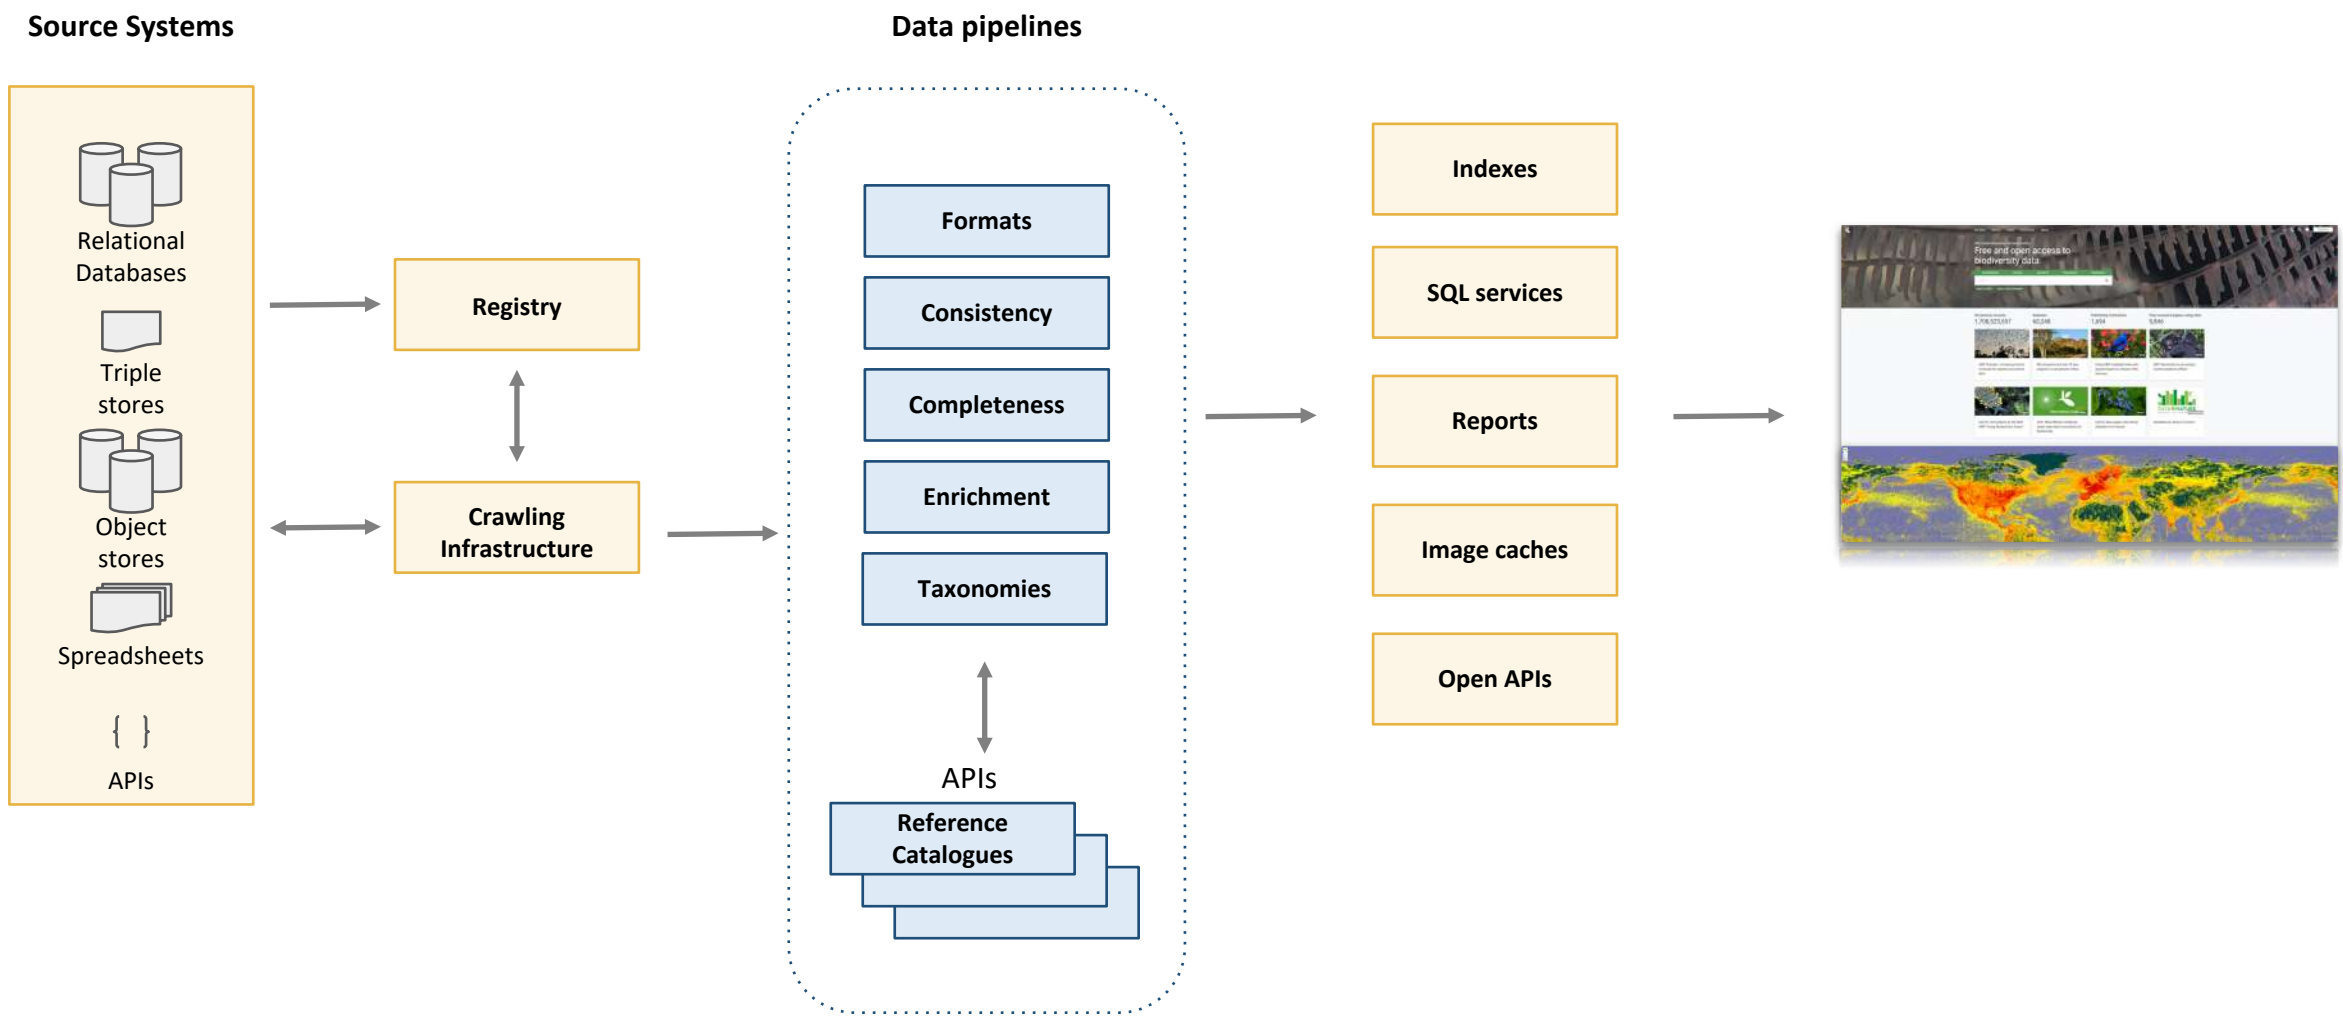 Source Systems
Data pipelines
Relational
Databases
Triple
stores
Object
stores
Spreadsheets
{ }
APIs
Registry
Crawling
Infrastructure
Formats
Consistency
Completeness
Enrichment
Taxonomies
APIs
Reference
Catalogues
Indexes
SQL services
Reports
Image caches
Open APIs
Free and open access to
biodiversity data